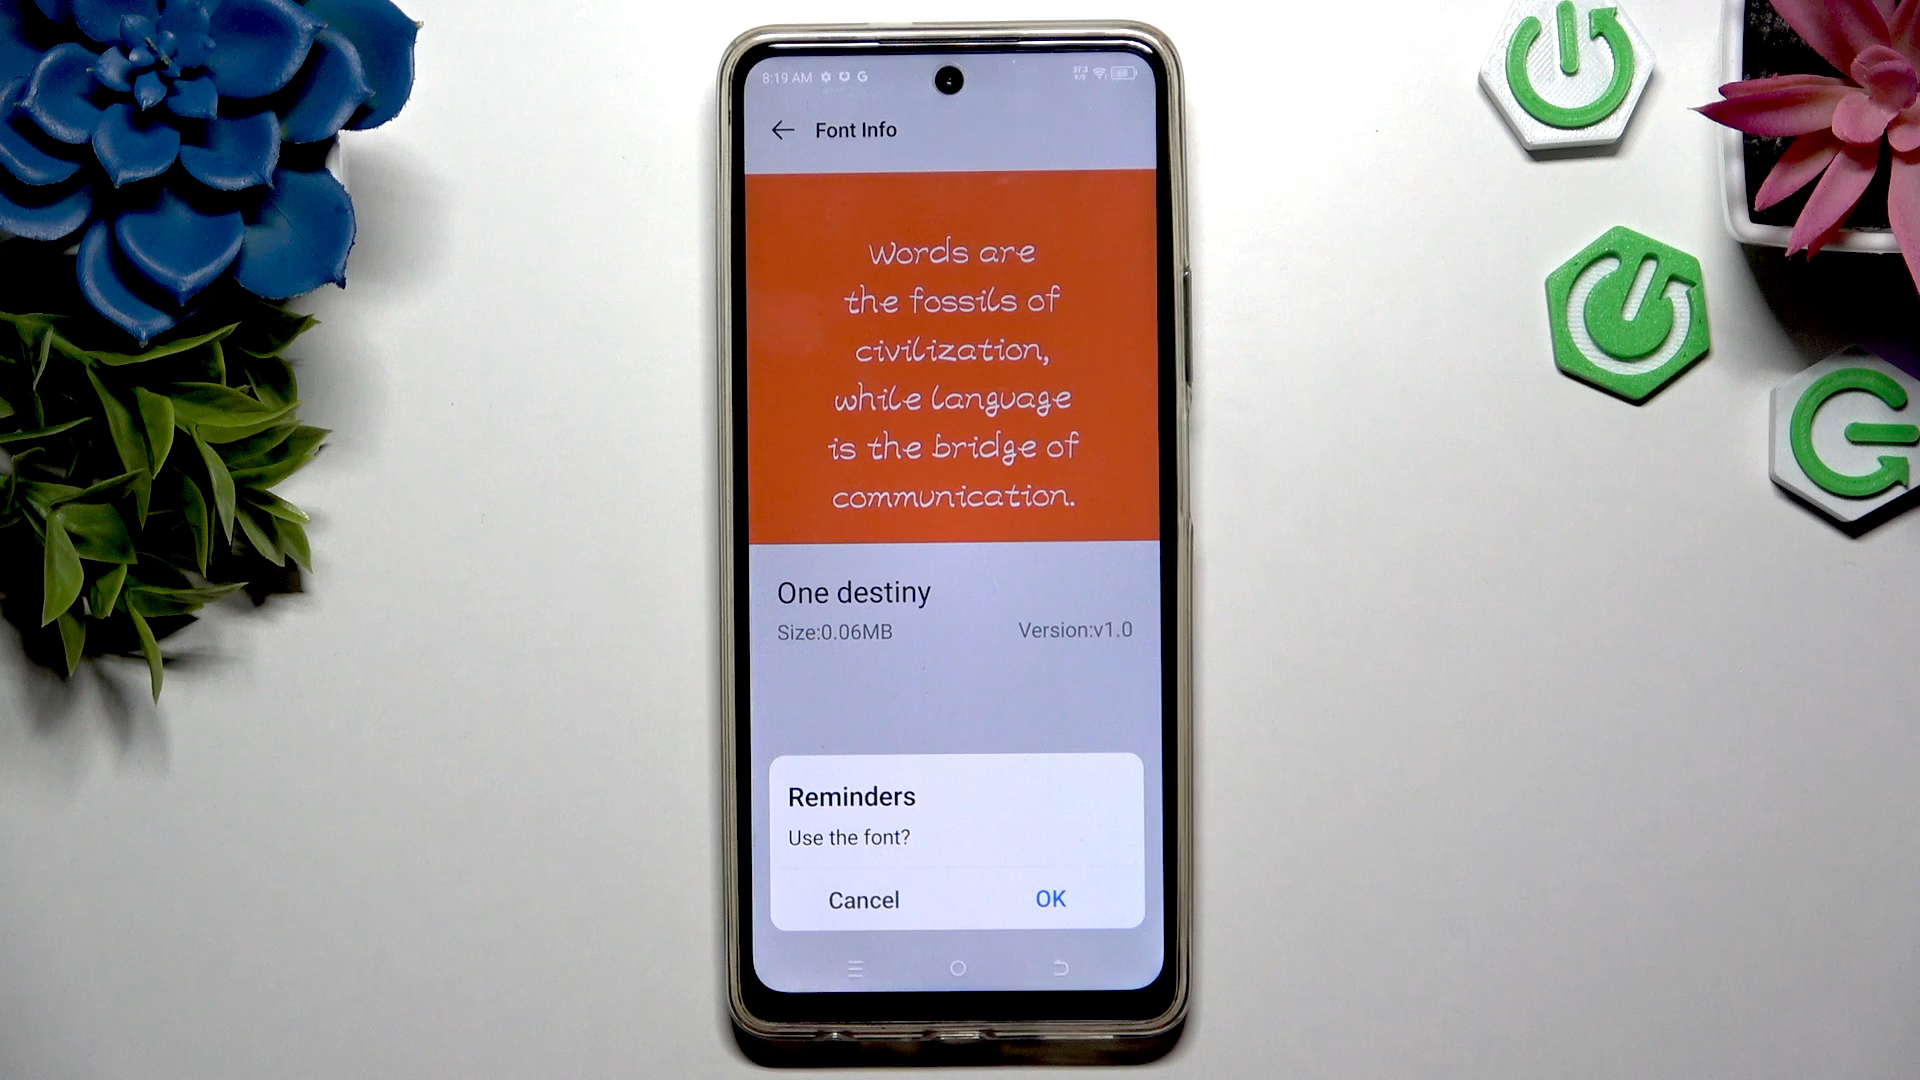 8:19 AM
68
Font Info
Words are
the fossils of
civilization,
while language
is the bridge of
communication.
One destiny
Size:0.06MB
Version:v1.0
Reminders
Use the font?
Cancel
OK